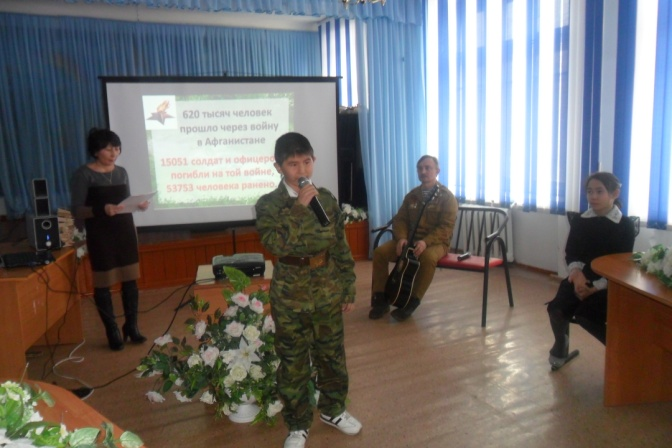 620 тысяч человек
прошло через войну
в Афганистане
15051 солдат и офицеров
погибли на той войне,
53753 человека ранено